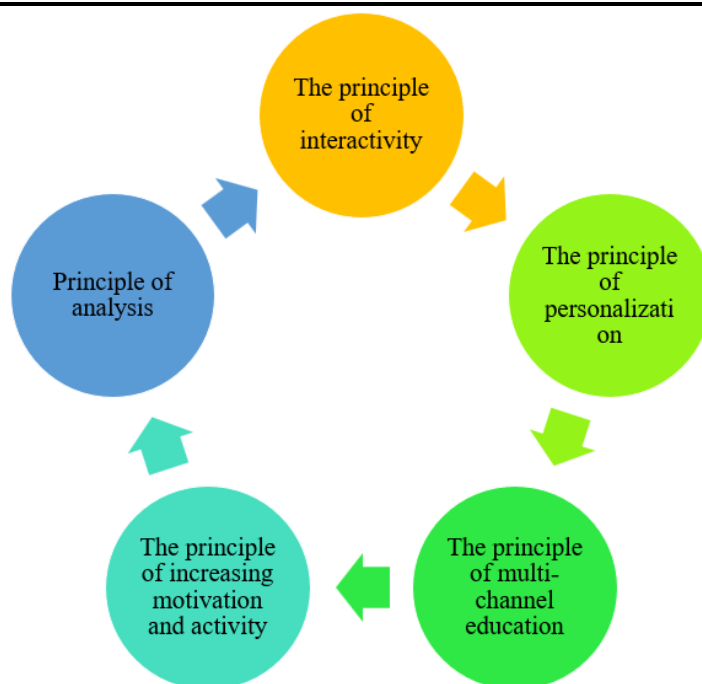 The principle
of
interactivity
The principle
of
personalizati
on
The principle
of multi-
channel
education
The principle
of increasing
motivation
and activity
Principle of
analysis